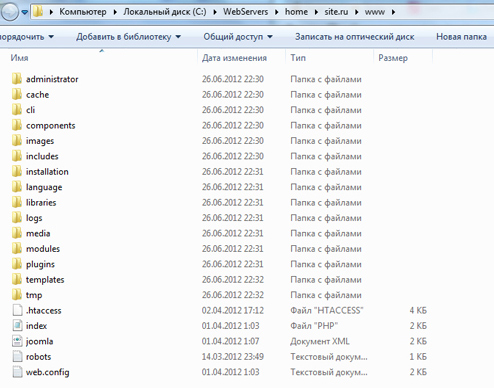 Компьютер ▸ Локальный диск (C:) ▸ WebServers ▸ home ▸ site.ru ▸ www ▸
порядочить ▾ Добавить в библиотеку ▾ Общий доступ ▾ Записать на оптический диск Новая папка
Имя Дата изменения Тип Размер
administrator 26.06.2012 22:30 Папка с файлами
cache 26.06.2012 22:30 Папка с файлами
cli 26.06.2012 22:30 Папка с файлами
components 26.06.2012 22:30 Папка с файлами
images 26.06.2012 22:30 Папка с файлами
includes 26.06.2012 22:30 Папка с файлами
installation 26.06.2012 22:31 Папка с файлами
language 26.06.2012 22:31 Папка с файлами
libraries 26.06.2012 22:31 Папка с файлами
logs 26.06.2012 22:31 Папка с файлами
media 26.06.2012 22:31 Папка с файлами
modules 26.06.2012 22:31 Папка с файлами
plugins 26.06.2012 22:31 Папка с файлами
templates 26.06.2012 22:32 Папка с файлами
tmp 26.06.2012 22:32 Папка с файлами
.htaccess 02.04.2012 17:12 Файл "HTACCESS" 4 КБ
index 01.04.2012 1:03 Файл "PHP" 2 КБ
joomla 01.04.2012 1:07 Документ XML 2 КБ
robots 14.03.2012 23:49 Текстовый докум... 1 КБ
web.config 01.04.2012 1:03 Текстовый докум... 2 КБ